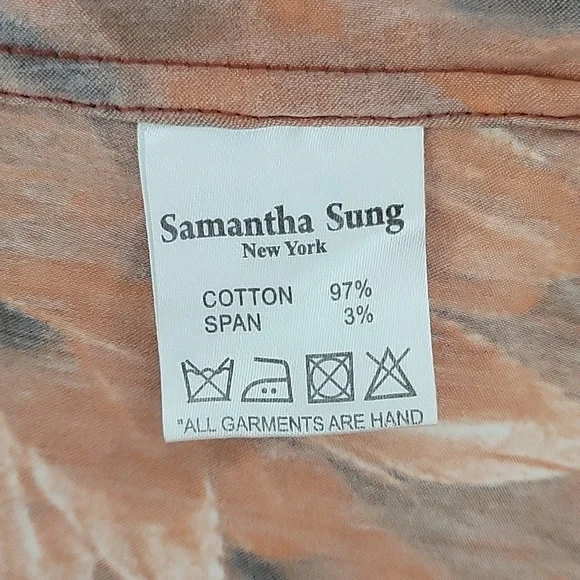 Samantha Sung
New York
COTTON 97%
SPAN 3%
"ALL GARMENTS ARE HAND